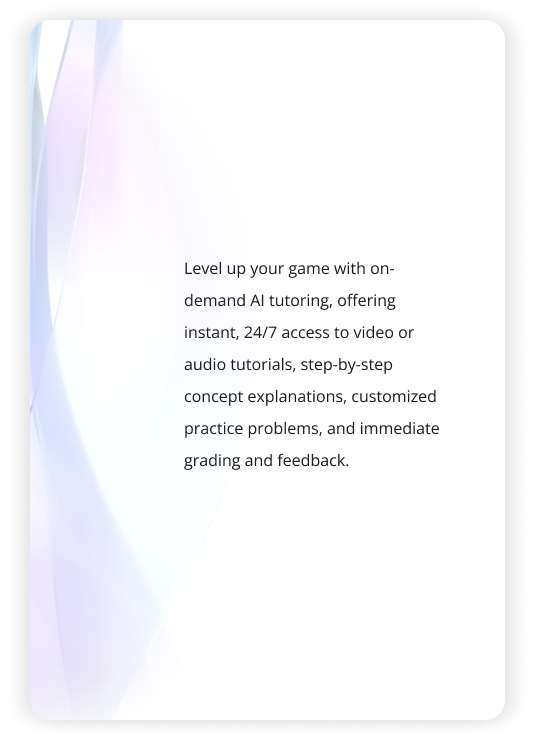 Level up your game with on-
demand AI tutoring, offering
instant, 24/7 access to video or
audio tutorials, step-by-step
concept explanations, customized
practice problems, and immediate
grading and feedback.